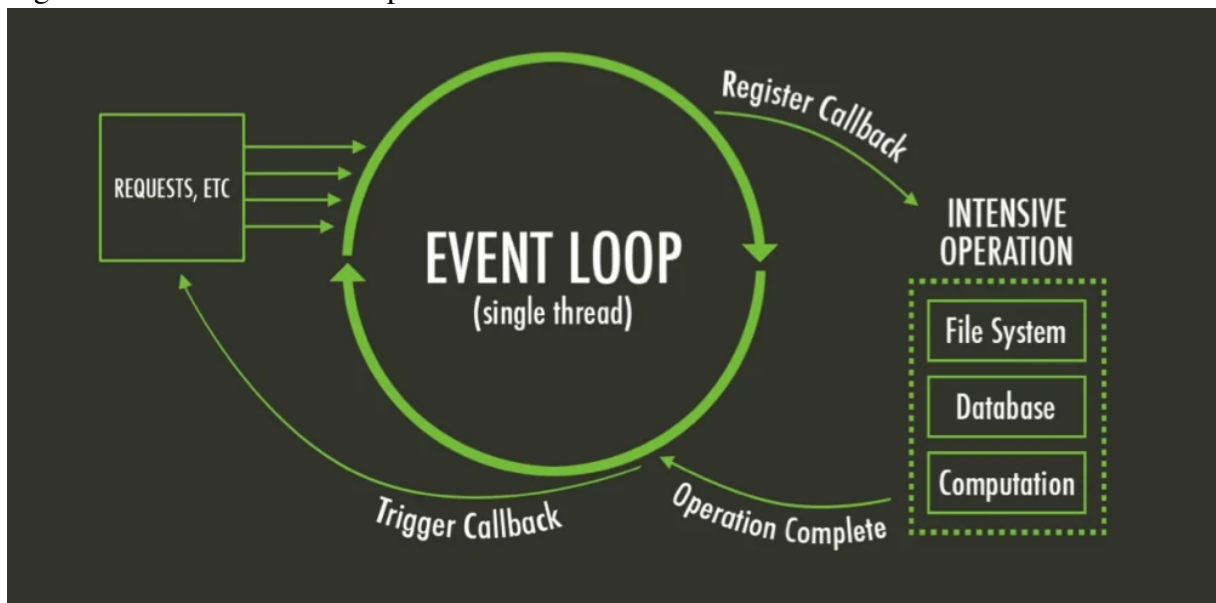 REQUESTS, ETC
EVENT LOOP
(single thread)
Register Callback
INTENSIVE
OPERATION
File System
Database
Computation
Operation Complete
Trigger Callback